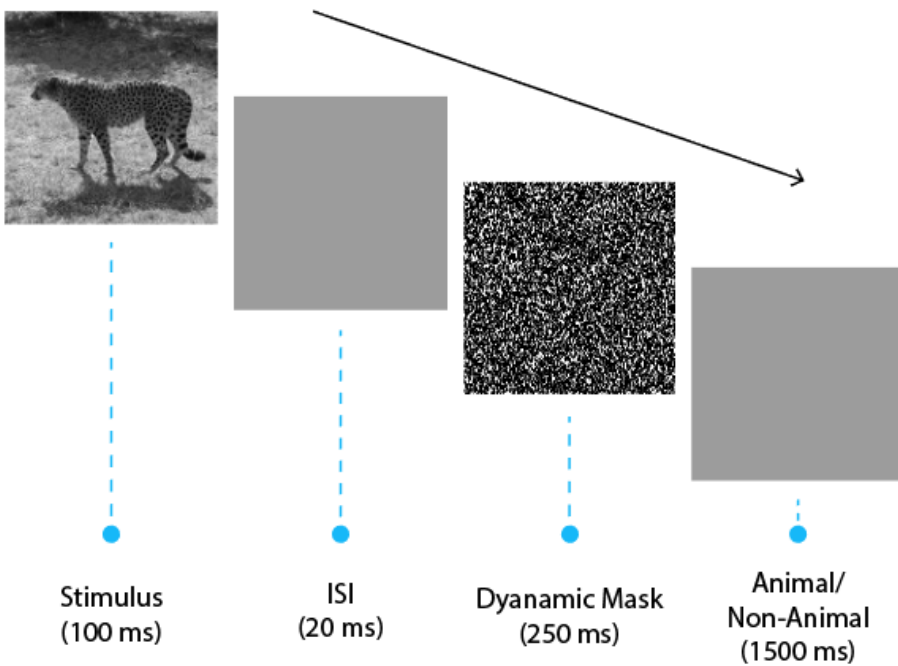 Stimulus
(100 ms)
ISI
(20 ms)
Dyanamic Mask
(250 ms)
Animal/
Non-Animal
(1500 ms)